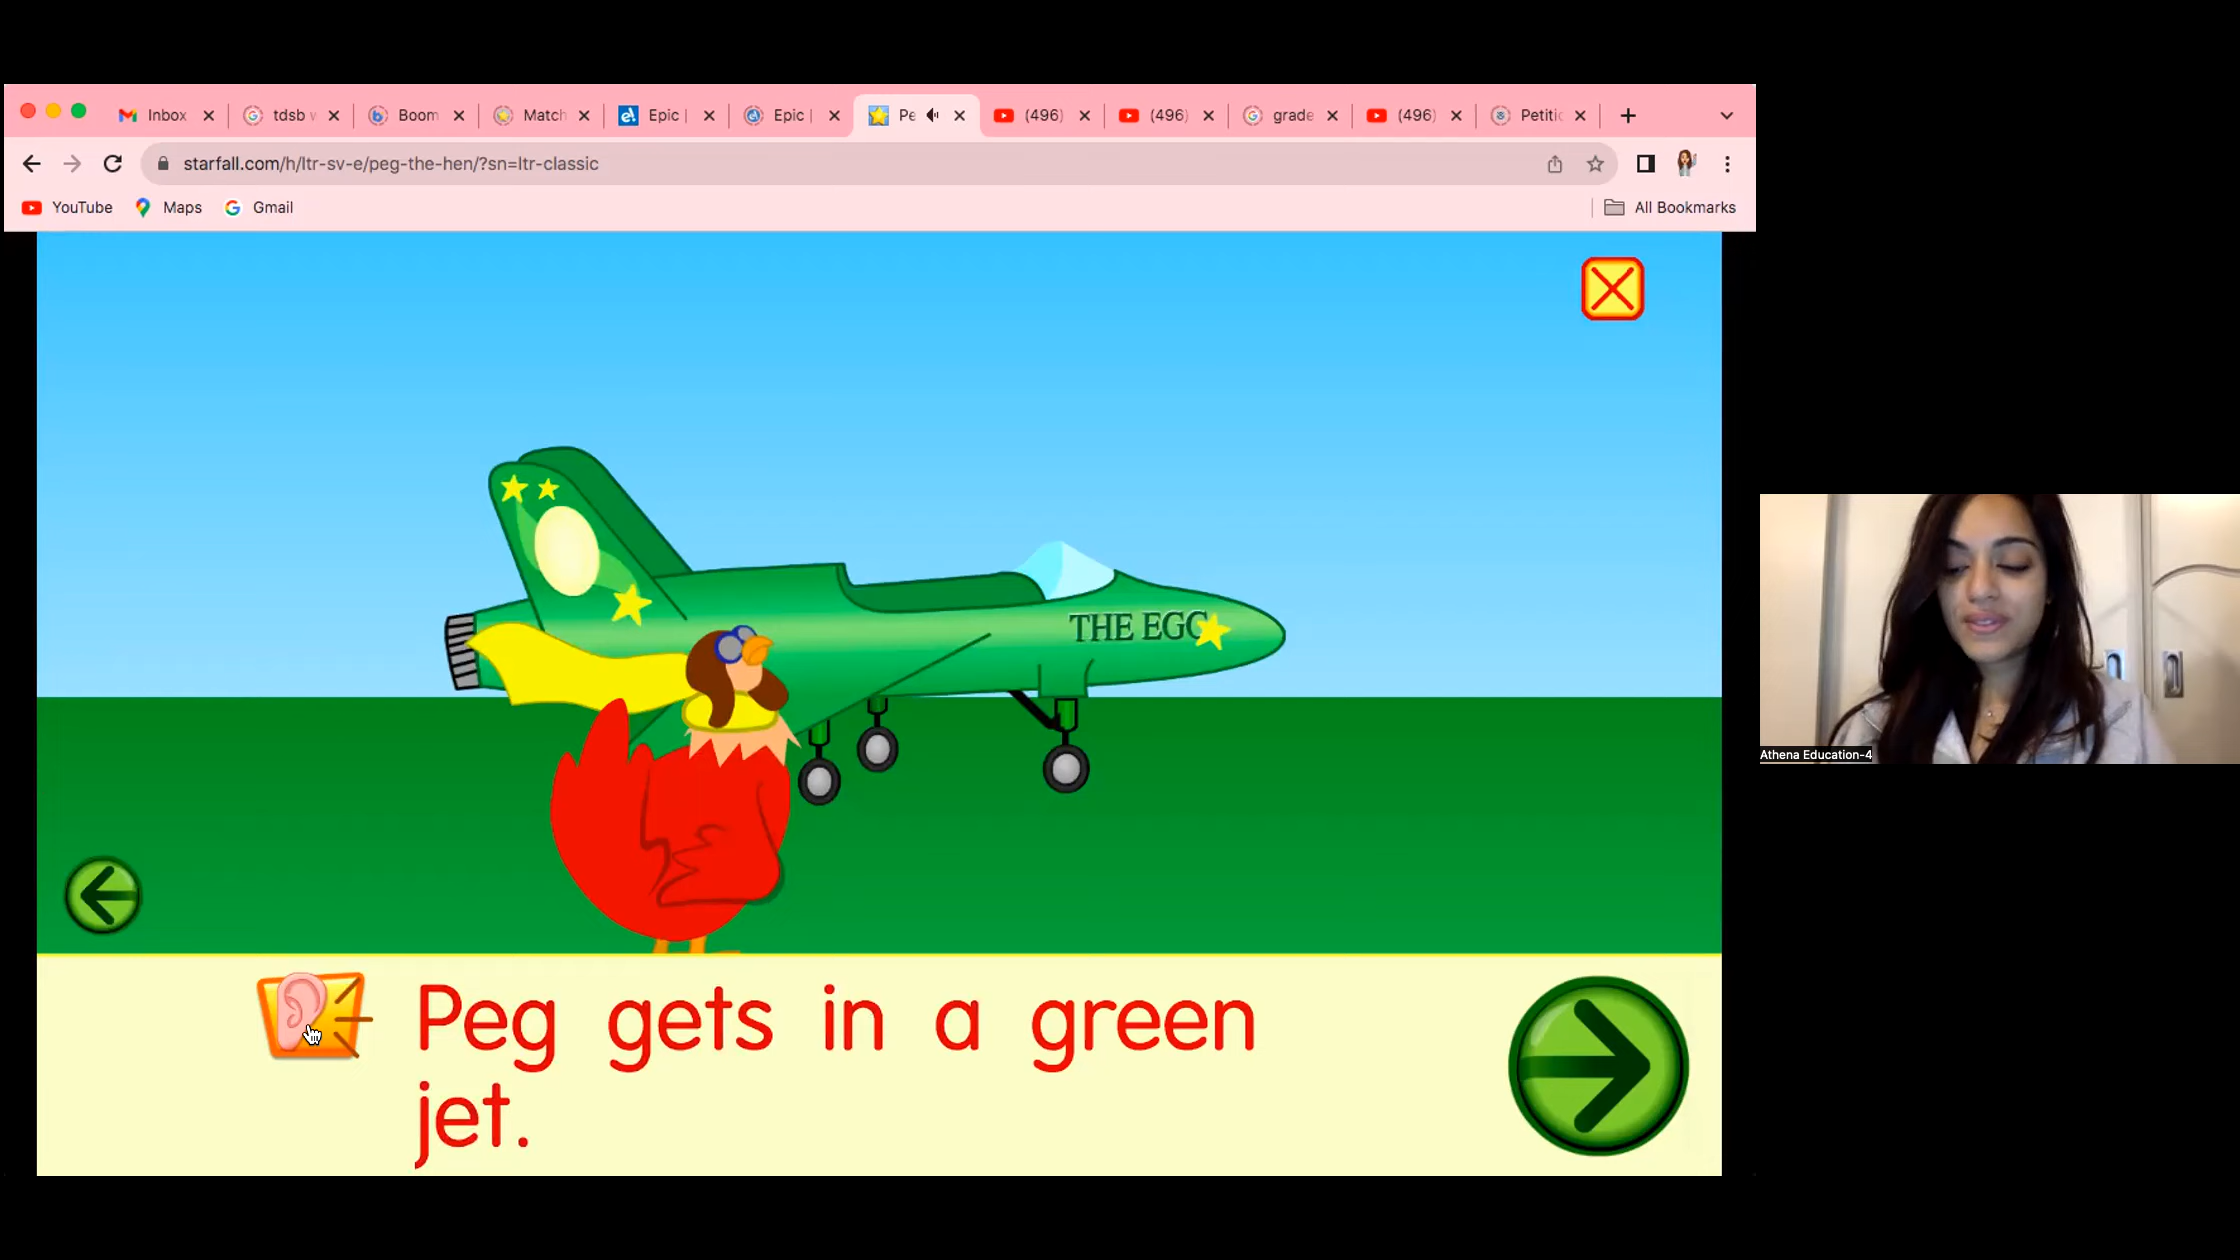 Inbox
tdsb w
Boom
Match
Epic |
Epic |
Pe
(496)
(496)
grade
(496)
Petitic
starfall.com/h/ltr-sv-e/peg-the-hen/?sn=ltr-classic
YouTube
Maps
Gmail
All Bookmarks
THE EGG
Athena Education-4
Peg gets in a green
jet.